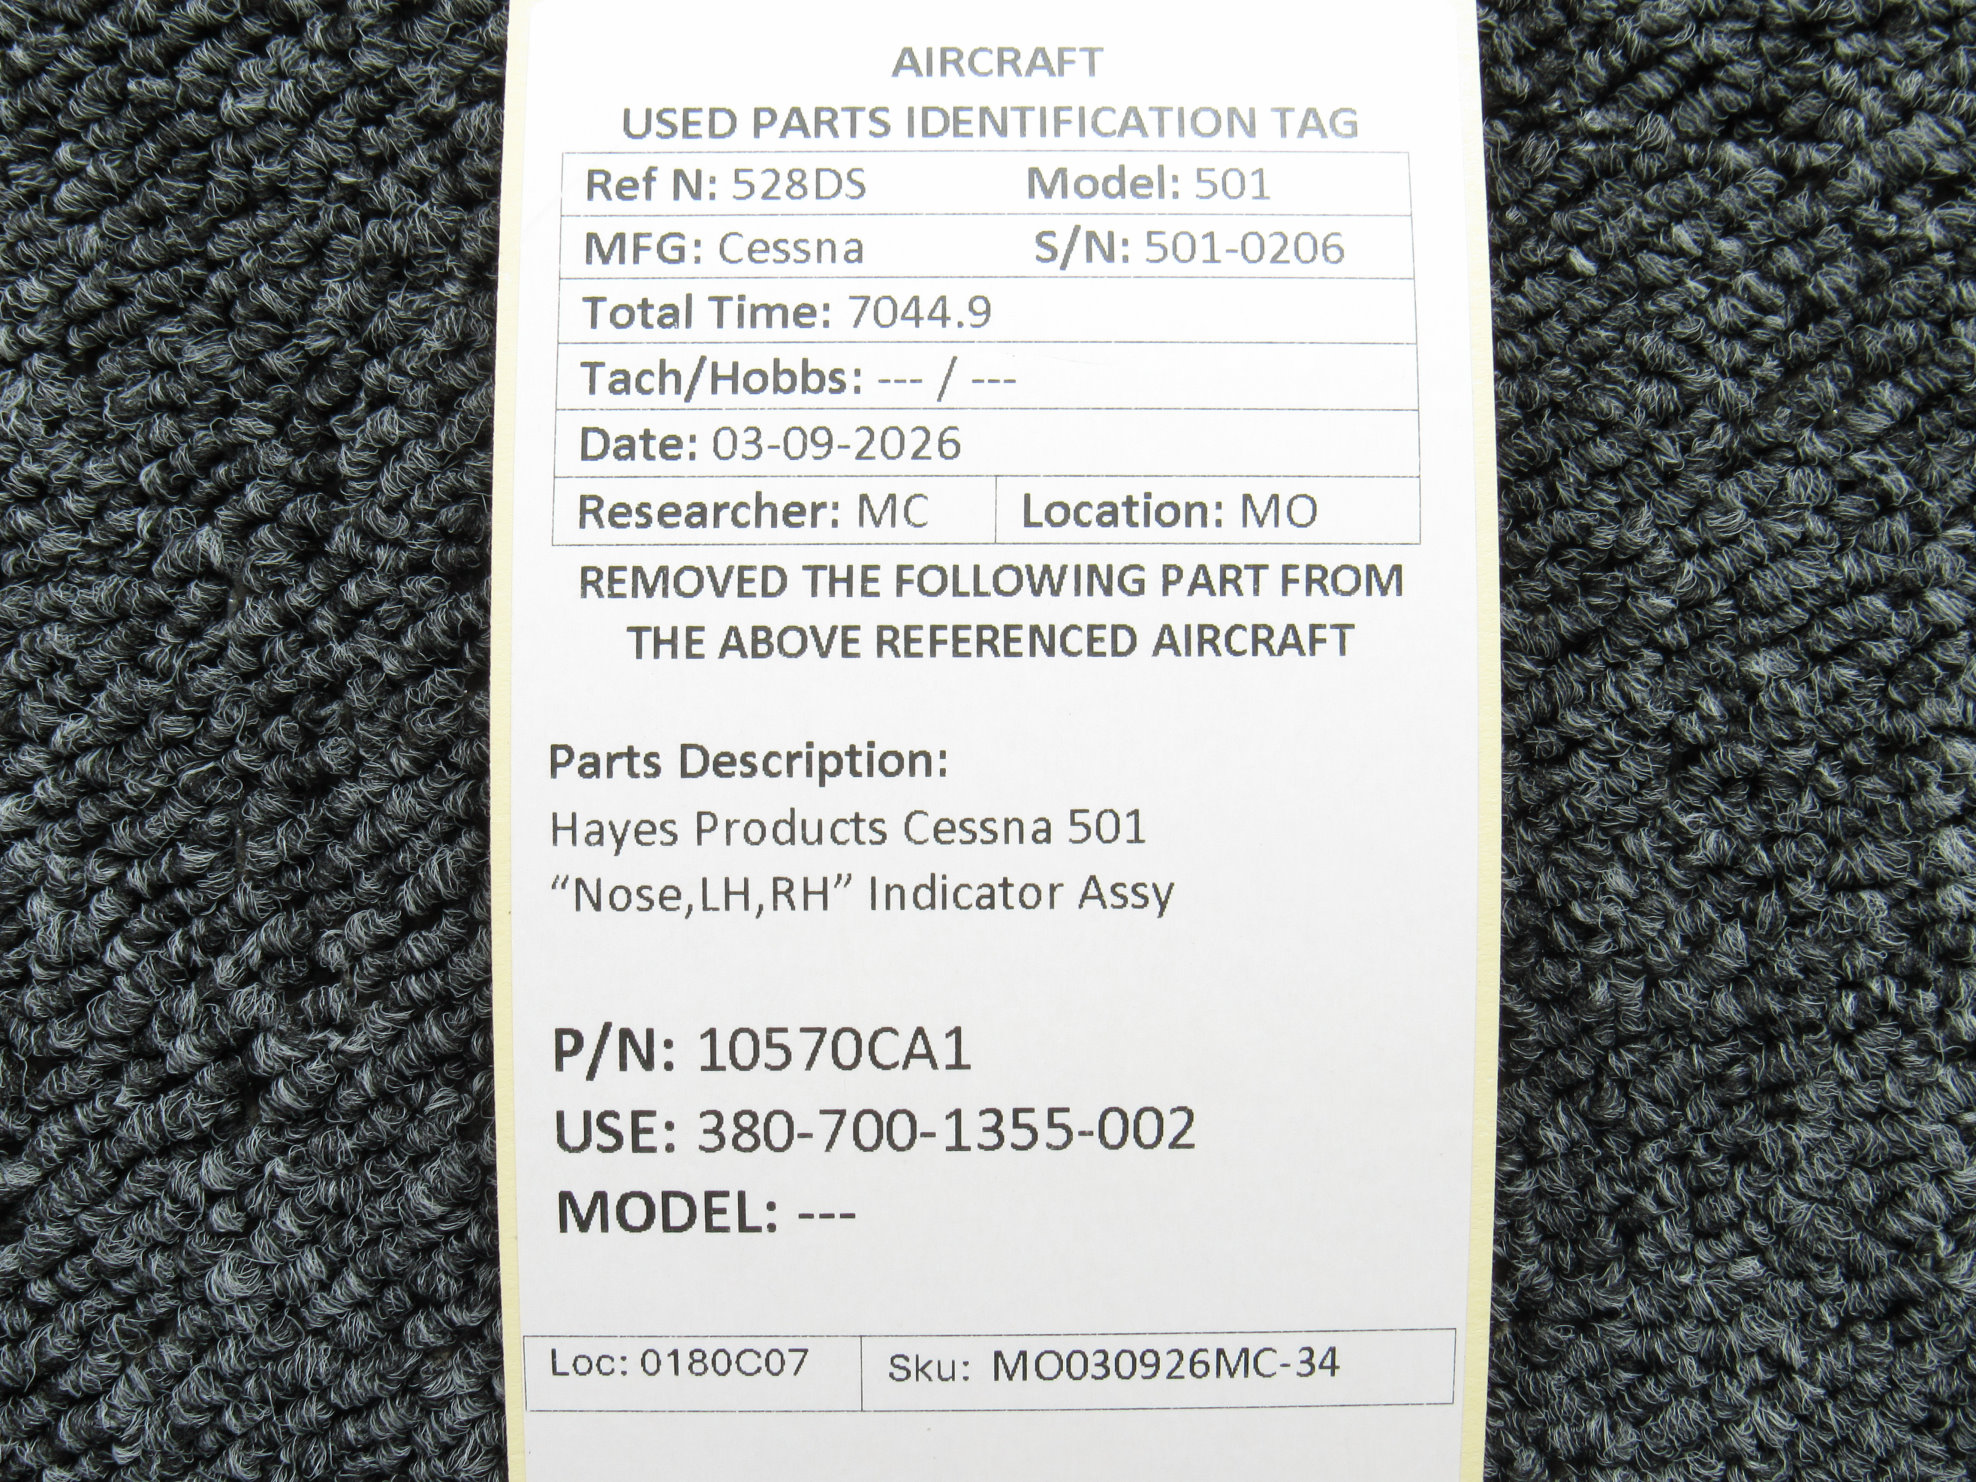 AIRCRAFT
USED PARTS IDENTIFICATION TAG
Ref N: 528DS Model: 501
MFG: Cessna S/N: 501-0206
Total Time: 7044.9
Tach/Hobbs: --- / ---
Date: 03-09-2026
Researcher: MC Location: MO
REMOVED THE FOLLOWING PART FROM
THE ABOVE REFERENCED AIRCRAFT
Parts Description:
Hayes Products Cessna 501
“Nose,LH,RH” Indicator Assy
P/N: 10570CA1
USE: 380-700-1355-002
MODEL: ---
Loc: 0180C07 Sku: MO030926MC-34